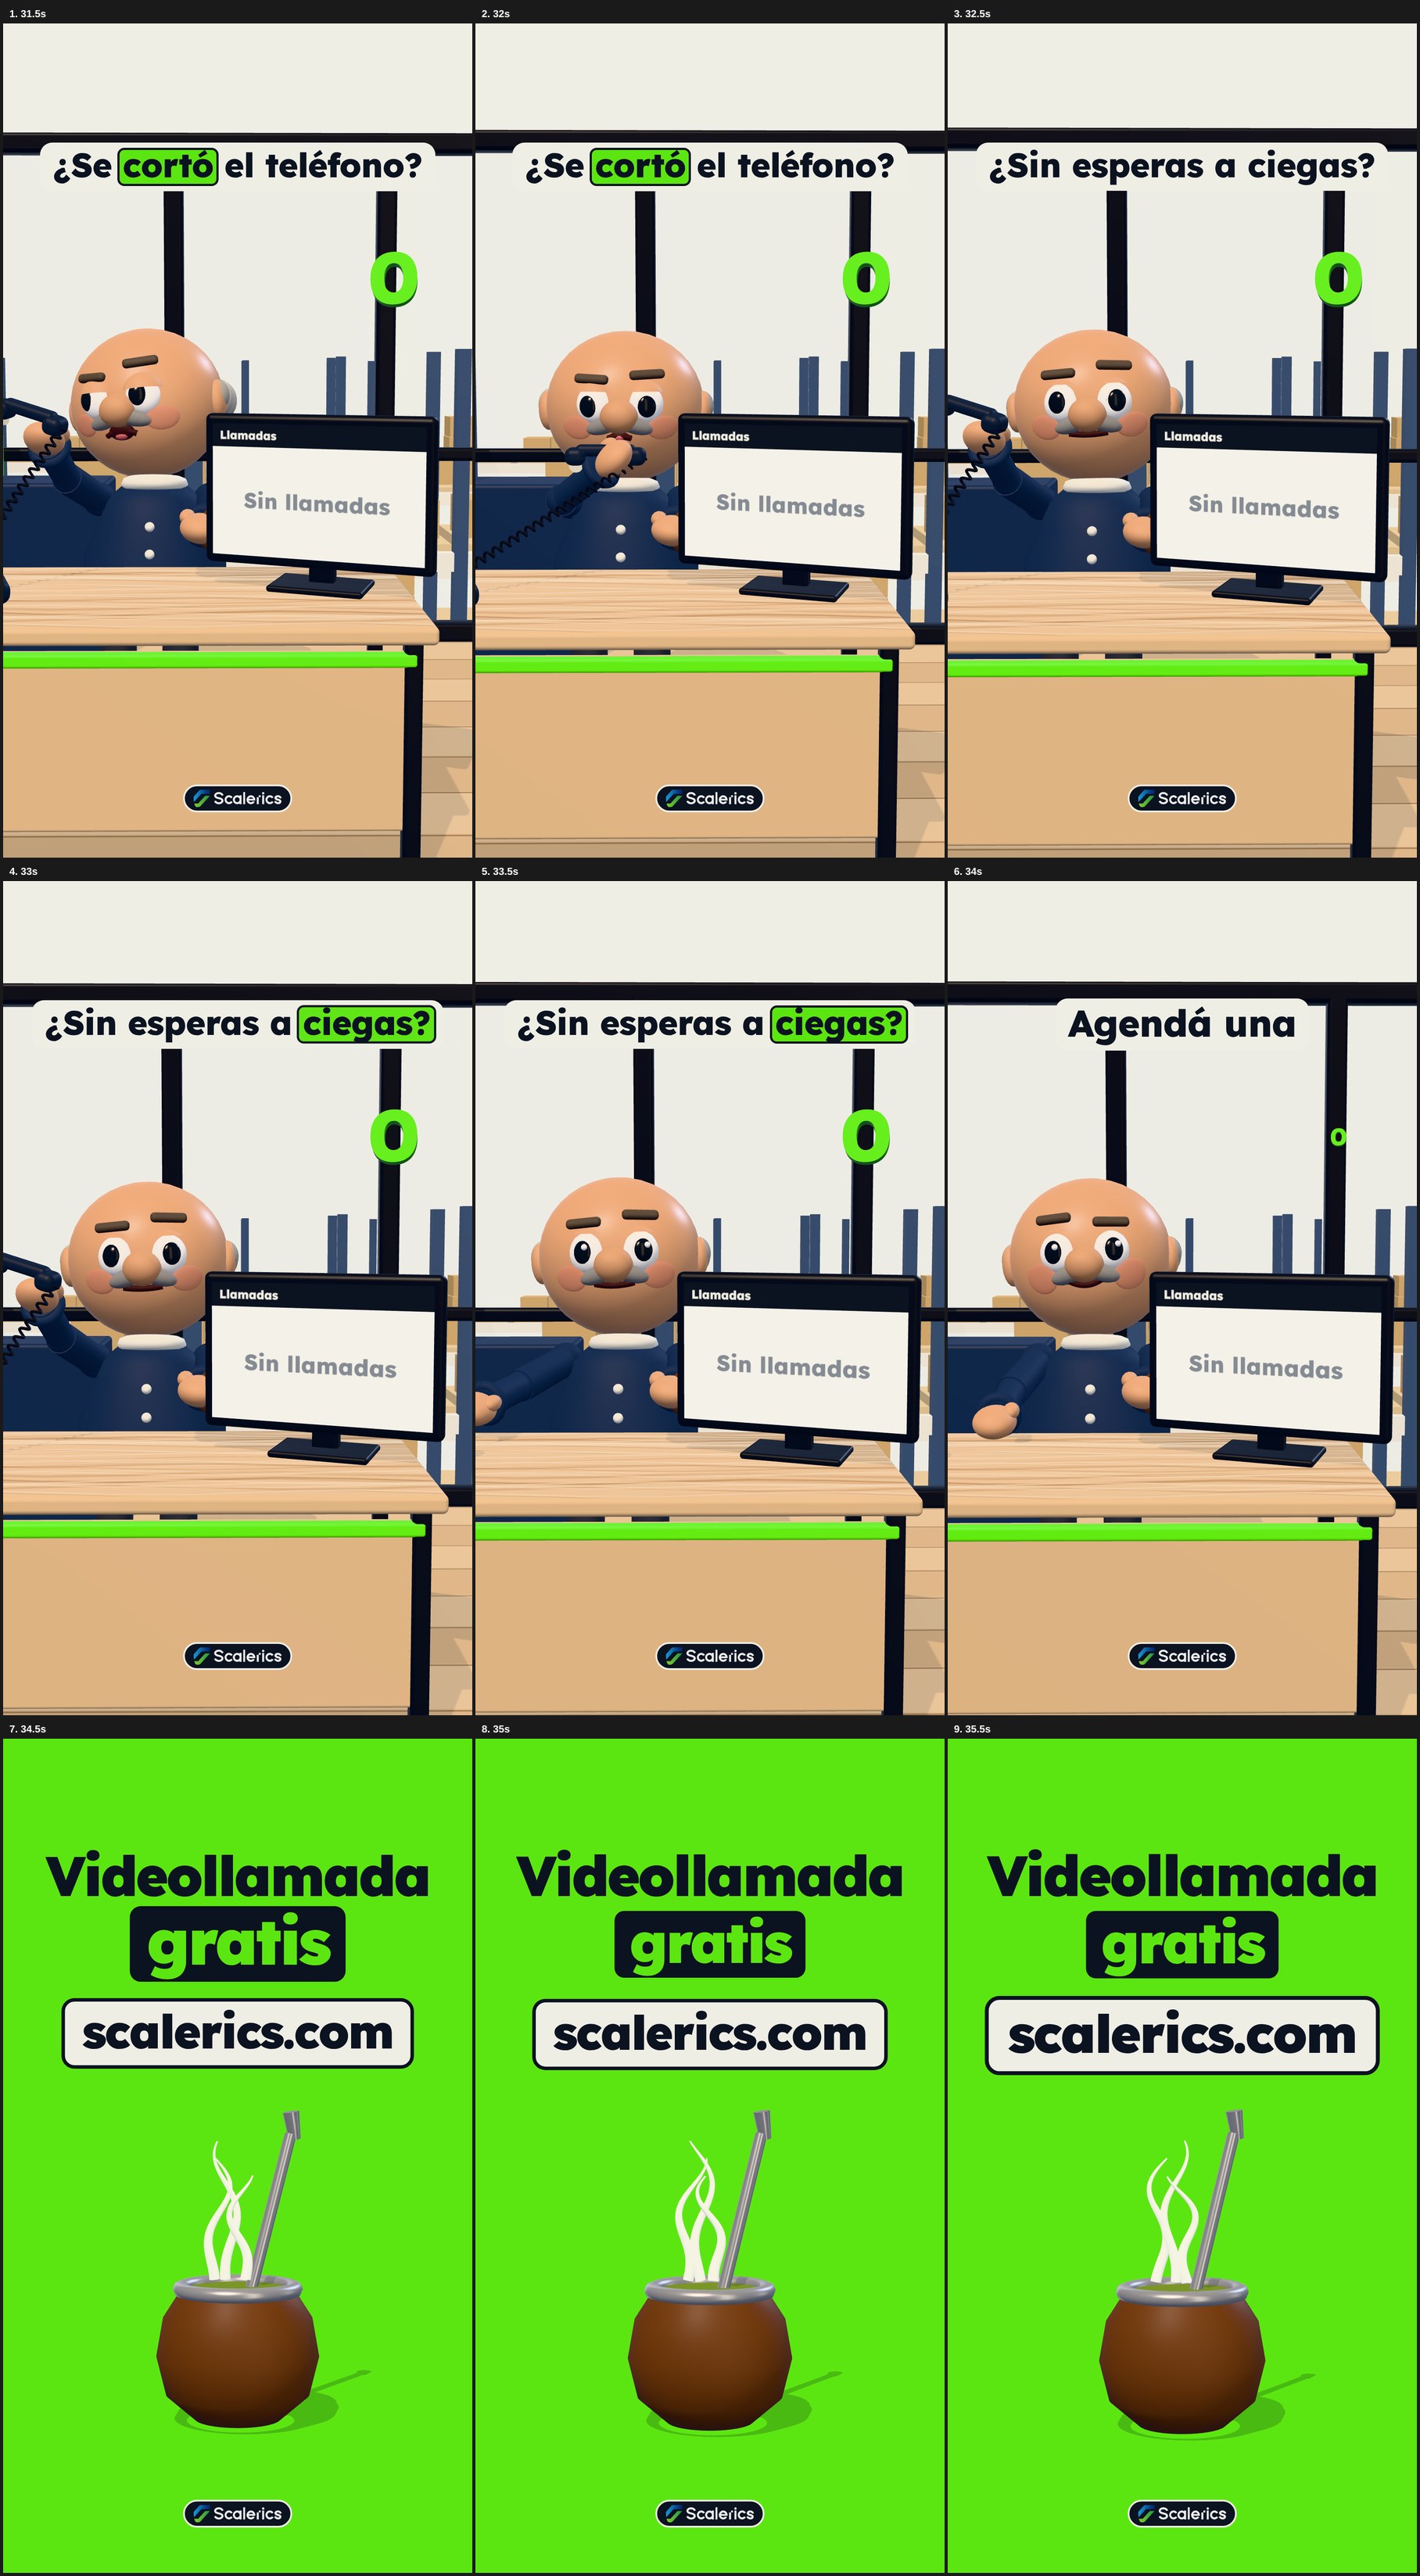 1. 31.5s
¿Se cortó el teléfono?
0
Llamadas
Sin llamadas
Scalerics
2. 32s
¿Se cortó el teléfono?
0
Llamadas
Sin llamadas
Scalerics
3. 32.5s
¿Sin esperas a ciegas?
0
Llamadas
Sin llamadas
Scalerics
4. 33s
¿Sin esperas a ciegas?
0
Llamadas
Sin llamadas
Scalerics
5. 33.5s
¿Sin esperas a ciegas?
0
Llamadas
Sin llamadas
Scalerics
6. 34s
Agendá una
0
Llamadas
Sin llamadas
Scalerics
7. 34.5s
Videollamada
gratis
scalerics.com
Scalerics
8. 35s
Videollamada
gratis
scalerics.com
Scalerics
9. 35.5s
Videollamada
gratis
scalerics.com
Scalerics